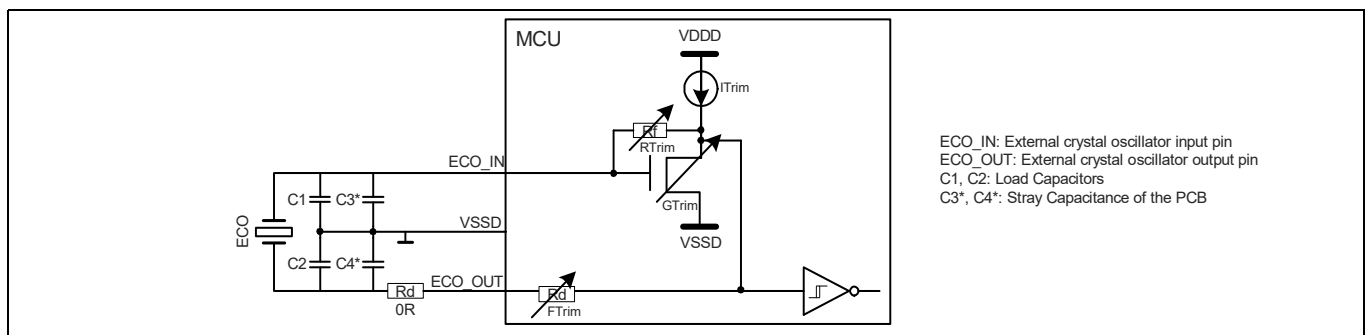 MCU
VDDD
ITrim
Rf
RTrim
ECO_IN
GTrim
C1
C3*
VSSD
VSSD
ECO
C2
C4*
ECO_OUT
Rd
0R
Rd
FTrim
ECO_IN: External crystal oscillator input pin
ECO_OUT: External crystal oscillator output pin
C1, C2: Load Capacitors
C3*, C4*: Stray Capacitance of the PCB